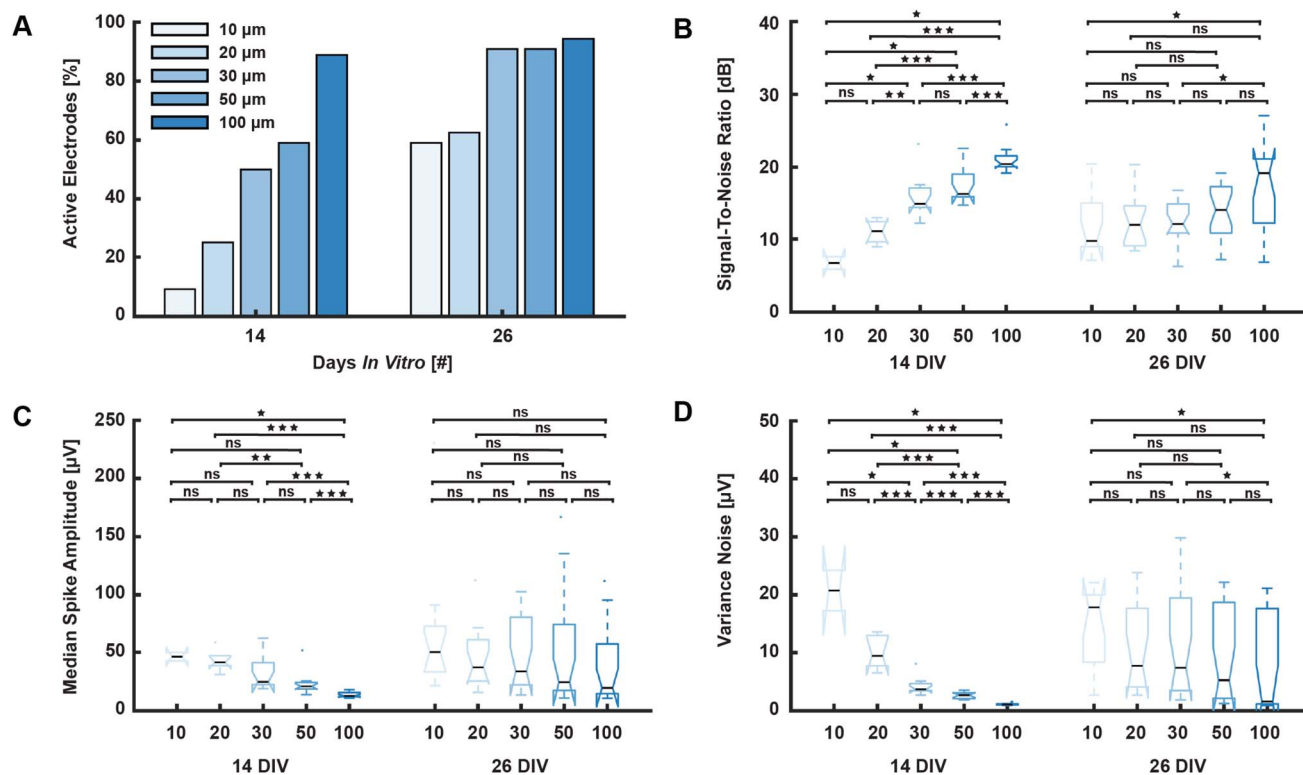 A
Active Electrodes [%]
100
80
60
40
20
0
10 µm
20 µm
30 µm
50 µm
100 µm
14
26
Days In Vitro [#]
B
Signal-To-Noise Ratio [dB]
40
30
20
10
0
★ ★
★★★ ns
★ ns
★★★ ns
★ ★★★ ns ★
ns ★★ ns ★★★ ns ns ns ns
10 20 30 50 100 10 20 30 50 100
14 DIV 26 DIV
C
Median Spike Amplitude [µV]
250
200
150
100
50
0
★ ns
★★★ ns
ns ns
★★ ns
ns ★★★ ns ns
ns ns ns ★★★ ns ns ns ns
10 20 30 50 100 10 20 30 50 100
14 DIV 26 DIV
D
Variance Noise [µV]
50
40
30
20
10
0
★ ★
★★★ ns
★ ns
★★★ ns
★ ★★★ ns ★
ns ★★★ ★★★ ★★★ ns ns ns ns
10 20 30 50 100 10 20 30 50 100
14 DIV 26 DIV